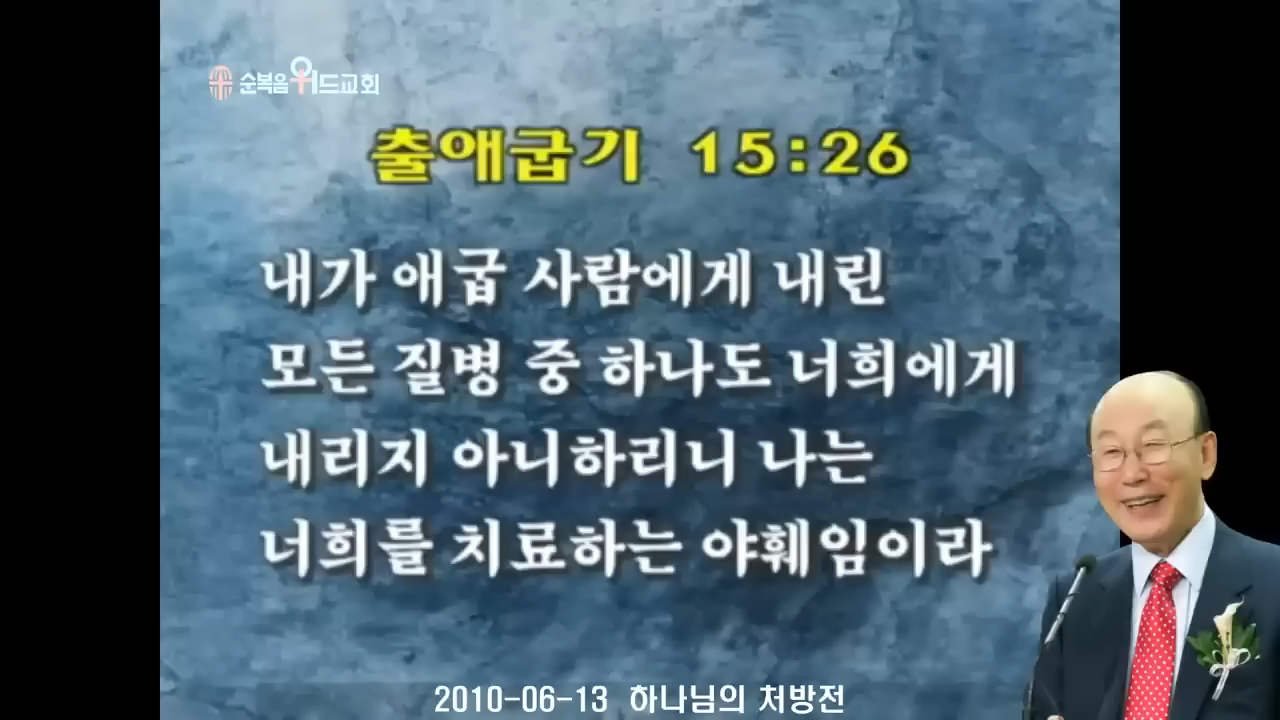 순복음위드교회
출애굽기 15:26
내가 애굽 사람에게 내린
모든 질병 중 하나도 너희에게
내리지 아니하리니 나는
너희를 치료하는 야훼임이라
2010-06-13 하나님의 처방전